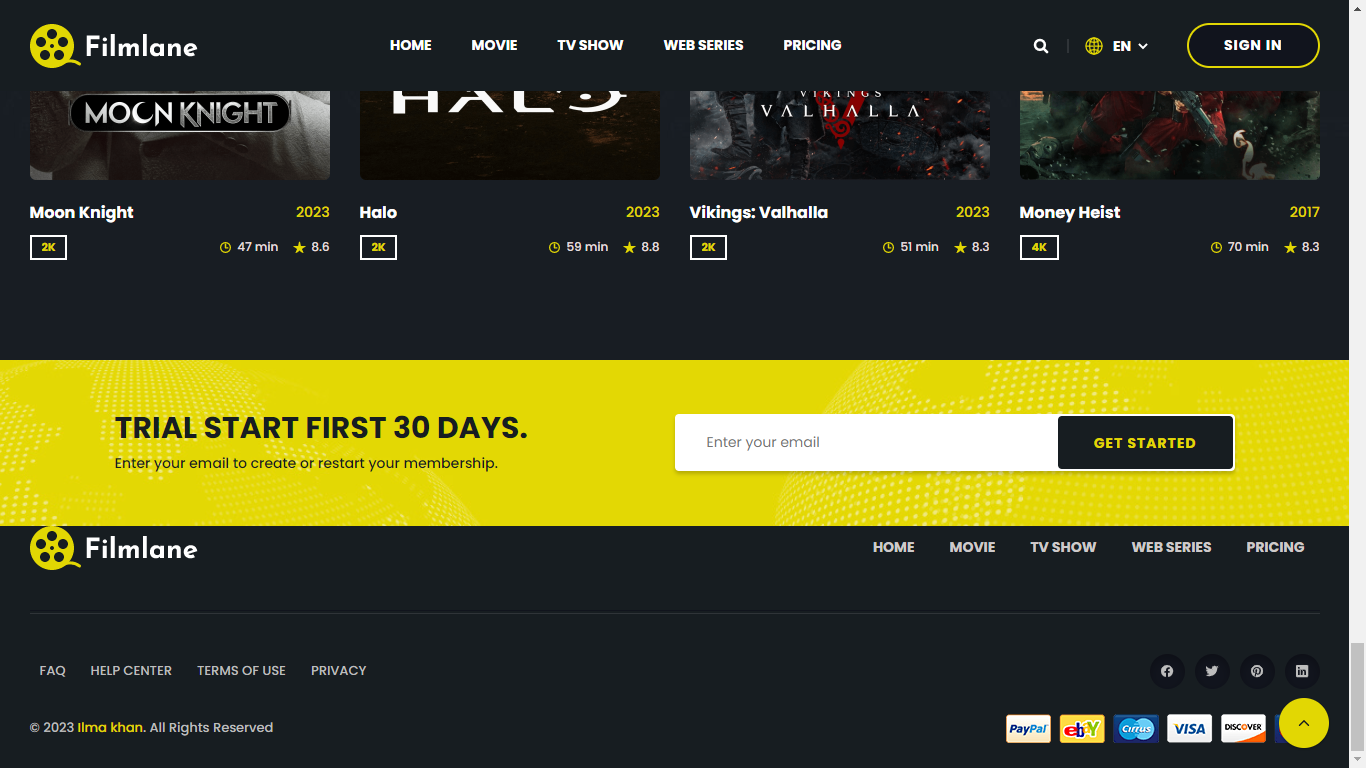 Filmlane
HOME MOVIE TV SHOW WEB SERIES PRICING
EN
SIGN IN
MOON KNIGHT
HALO
VIKINGS
VALHALLA
Moon Knight 2023
2K 47 min 8.6
Halo 2023
2K 59 min 8.8
Vikings: Valhalla 2023
2K 51 min 8.3
Money Heist 2017
4K 70 min 8.3
TRIAL START FIRST 30 DAYS.
Enter your email to create or restart your membership.
Enter your email
GET STARTED
Filmlane
HOME MOVIE TV SHOW WEB SERIES PRICING
FAQ HELP CENTER TERMS OF USE PRIVACY
© 2023 Ilma khan. All Rights Reserved
PayPal ebY Cirrus VISA DISCOVER